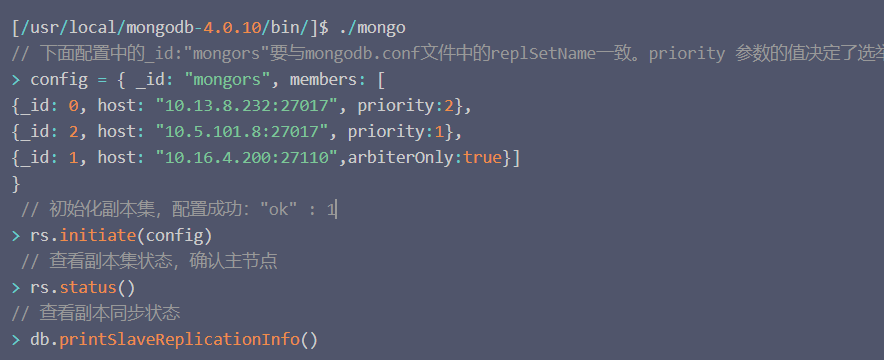 [/usr/local/mongodb-4.0.10/bin/]$ ./mongo
// 下面配置中的_id:"mongors"要与mongodb.conf文件中的replSetName一致。priority 参数的值决定了选举
> config = { _id: "mongors", members: [
{_id: 0, host: "10.13.8.232:27017", priority:2},
{_id: 2, host: "10.5.101.8:27017", priority:1},
{_id: 1, host: "10.16.4.200:27110",arbiterOnly:true}]
}
// 初始化副本集，配置成功："ok" : 1
> rs.initiate(config)
// 查看副本集状态，确认主节点
> rs.status()
// 查看副本同步状态
> db.printSlaveReplicationInfo()